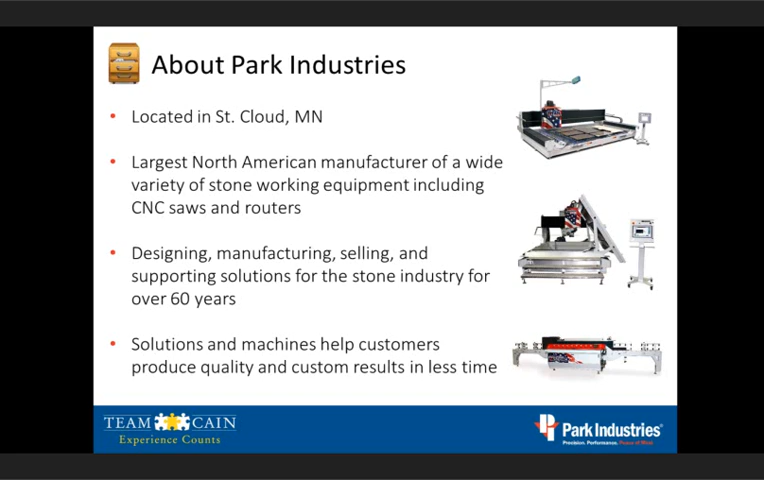 About Park Industries
• Located in St. Cloud, MN
• Largest North American manufacturer of a wide
variety of stone working equipment including
CNC saws and routers
• Designing, manufacturing, selling, and
supporting solutions for the stone industry for
over 60 years
• Solutions and machines help customers
produce quality and custom results in less time
TEAM CAIN
Experience Counts
Park Industries®
Precision. Performance. Peace of Mind.